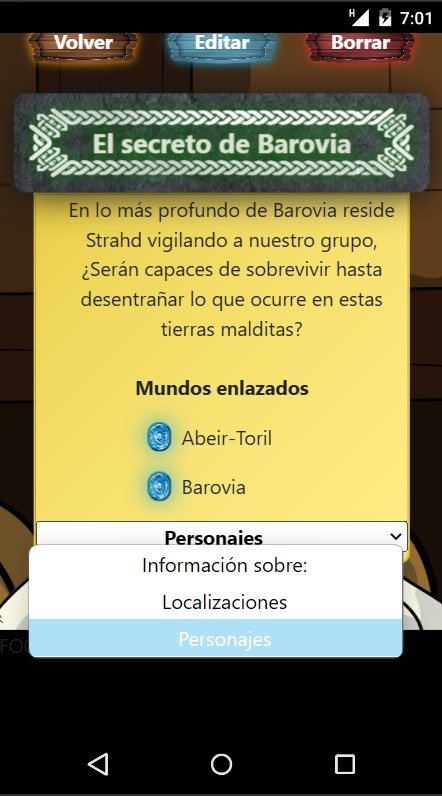 H 7:01
Volver Editar Borrar
El secreto de Barovia
En lo más profundo de Barovia reside
Strahd vigilando a nuestro grupo,
¿Serán capaces de sobrevivir hasta
desentrañar lo que ocurre en estas
tierras malditas?
Mundos enlazados
Abeir-Toril
Barovia
Personajes
Información sobre:
Localizaciones
Personajes